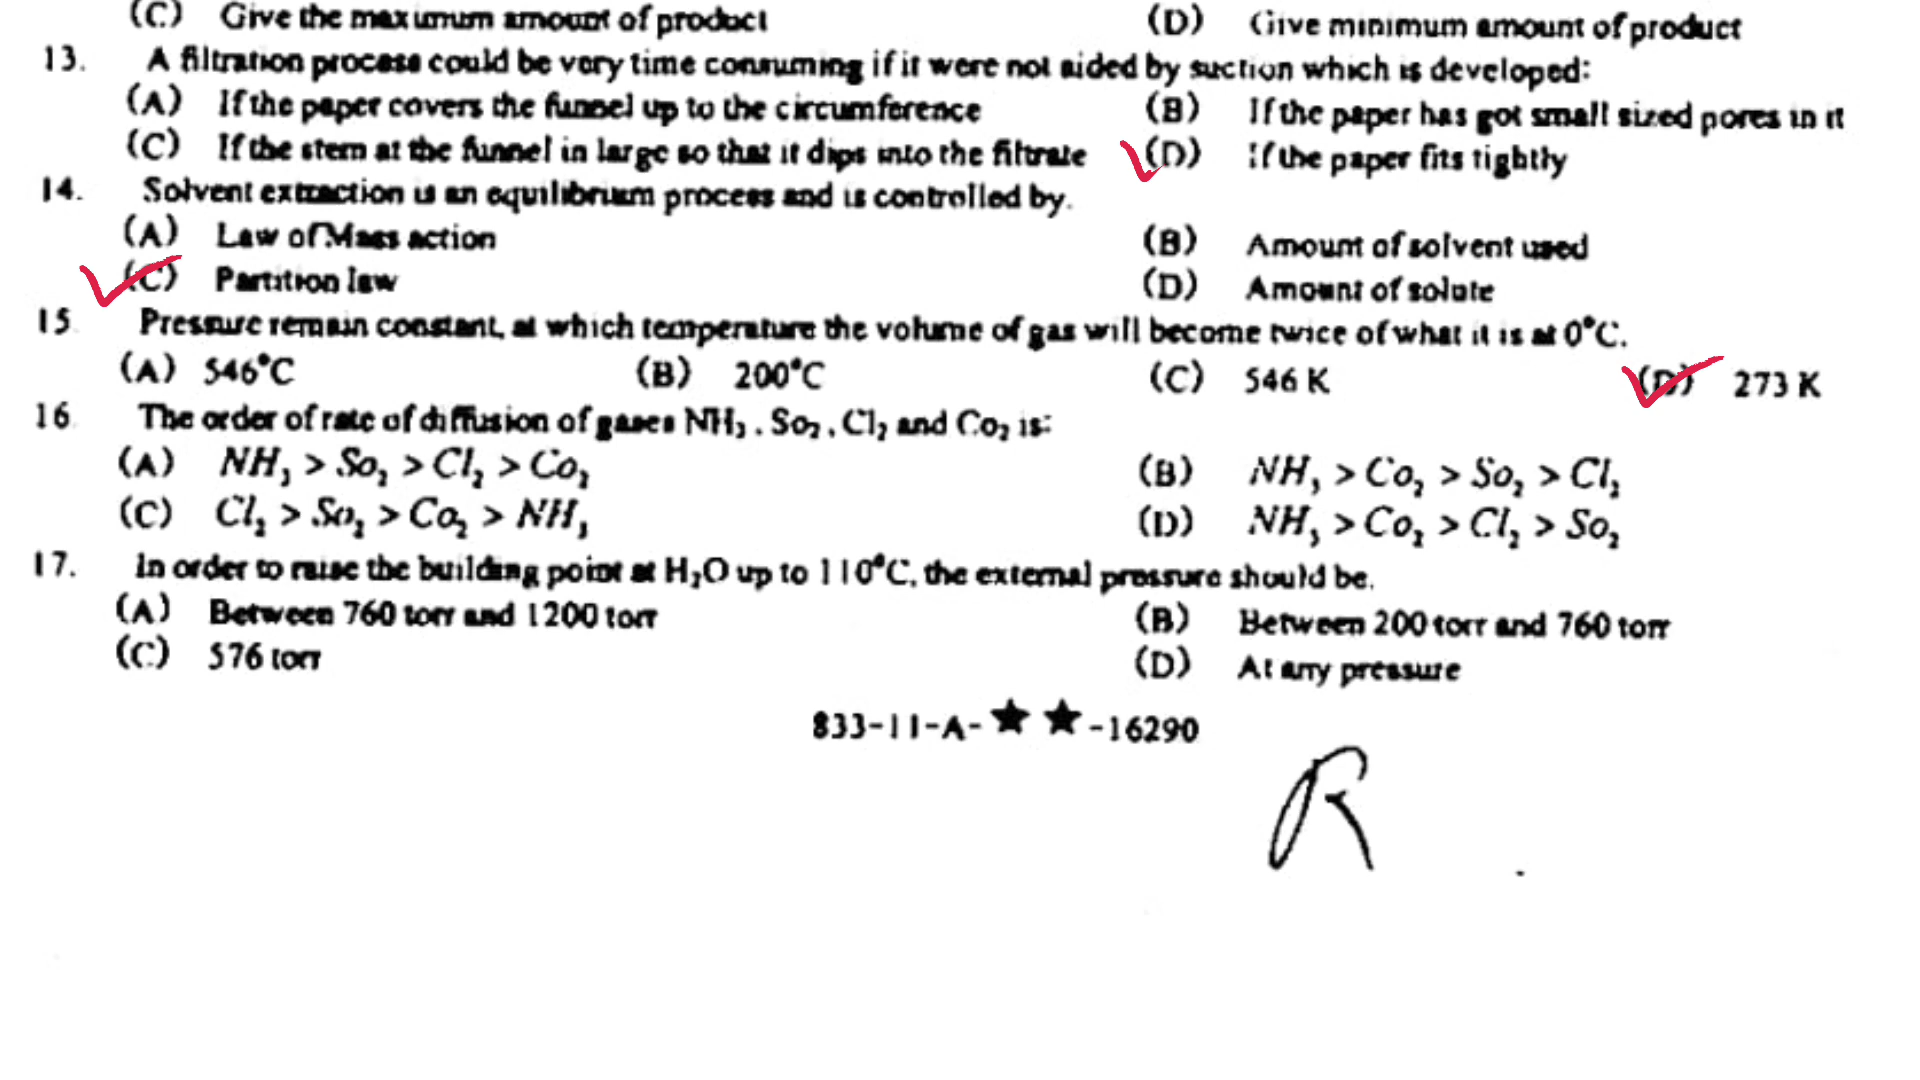 (C) Give the maximum amount of product (D) Give minimum amount of product
13. A filtration process could be very time consuming if it were not aided by suction which is developed:
(A) If the paper covers the funnel up to the circumference (B) If the paper has got small sized pores in it
(C) If the stem at the funnel in large so that it dips into the filtrate (D) If the paper fits tightly
14. Solvent extraction is an equilibrium process and is controlled by.
(A) Law of Mass action (B) Amount of solvent used
(C) Partition law (D) Amount of solute
15. Pressure remain constant, at which temperature the volume of gas will become twice of what it is at 0°C.
(A) 546°C (B) 200°C (C) 546 K (D) 273 K
16. The order of rate of diffusion of gases NH₃, So₂, Cl₂ and Co₂ is:
(A) NH₃ > So₂ > Cl₂ > Co₂ (B) NH₃ > Co₂ > So₂ > Cl₂
(C) Cl₂ > So₂ > Co₂ > NH₃ (D) NH₃ > Co₂ > Cl₂ > So₂
17. In order to raise the building point at H₂O up to 110°C, the external pressure should be.
(A) Between 760 torr and 1200 torr (B) Between 200 torr and 760 torr
(C) 576 torr (D) At any pressure
833-11-A-★★-16290
R